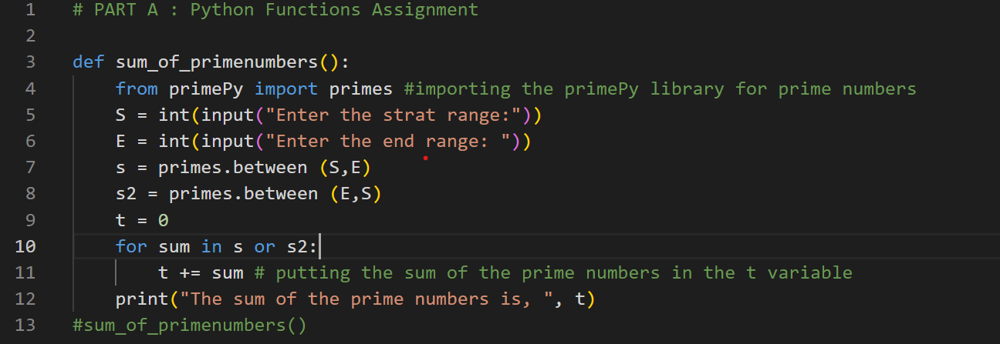 1 # PART A : Python Functions Assignment
2
3 def sum_of_primenumbers():
4     from primePy import primes #importing the primePy library for prime numbers
5     S = int(input("Enter the strat range:"))
6     E = int(input("Enter the end range: "))
7     s = primes.between (S,E)
8     s2 = primes.between (E,S)
9     t = 0
10     for sum in s or s2:
11         t += sum # putting the sum of the prime numbers in the t variable
12     print("The sum of the prime numbers is, ", t)
13 #sum_of_primenumbers()